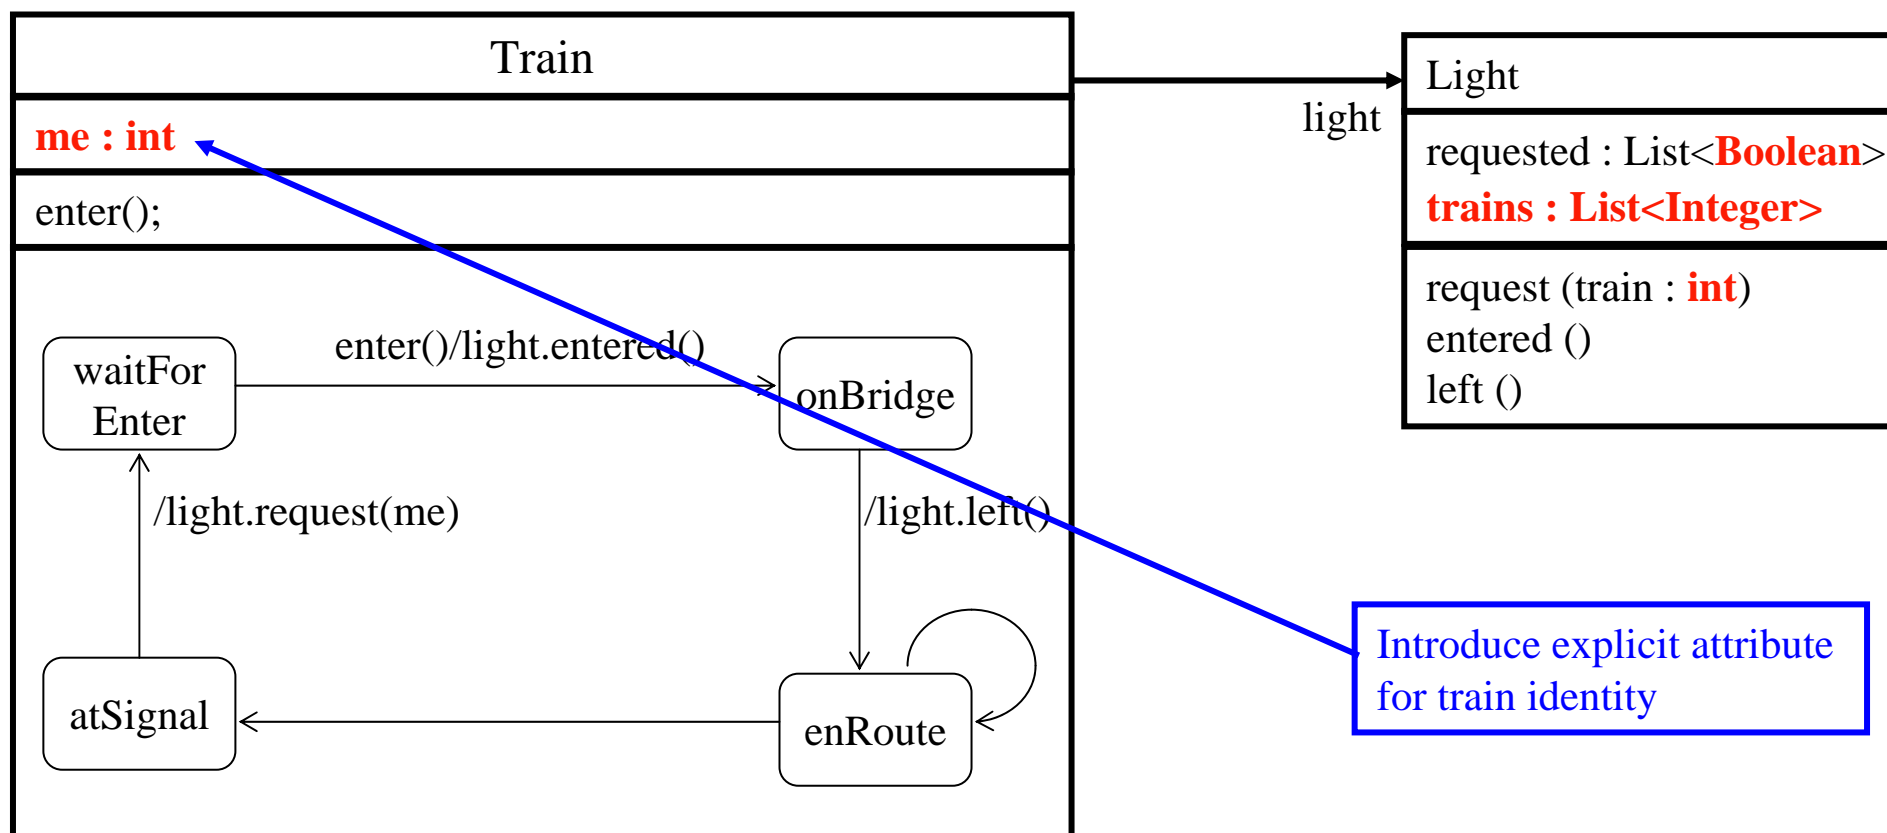 Train
me : int
enter();
waitFor
Enter
enter()/light.entered()
onBridge
/light.request(me)
/light.left()
atSignal
enRoute
light
Light
requested : List<Boolean>
trains : List<Integer>
request (train : int)
entered ()
left ()
Introduce explicit attribute
for train identity